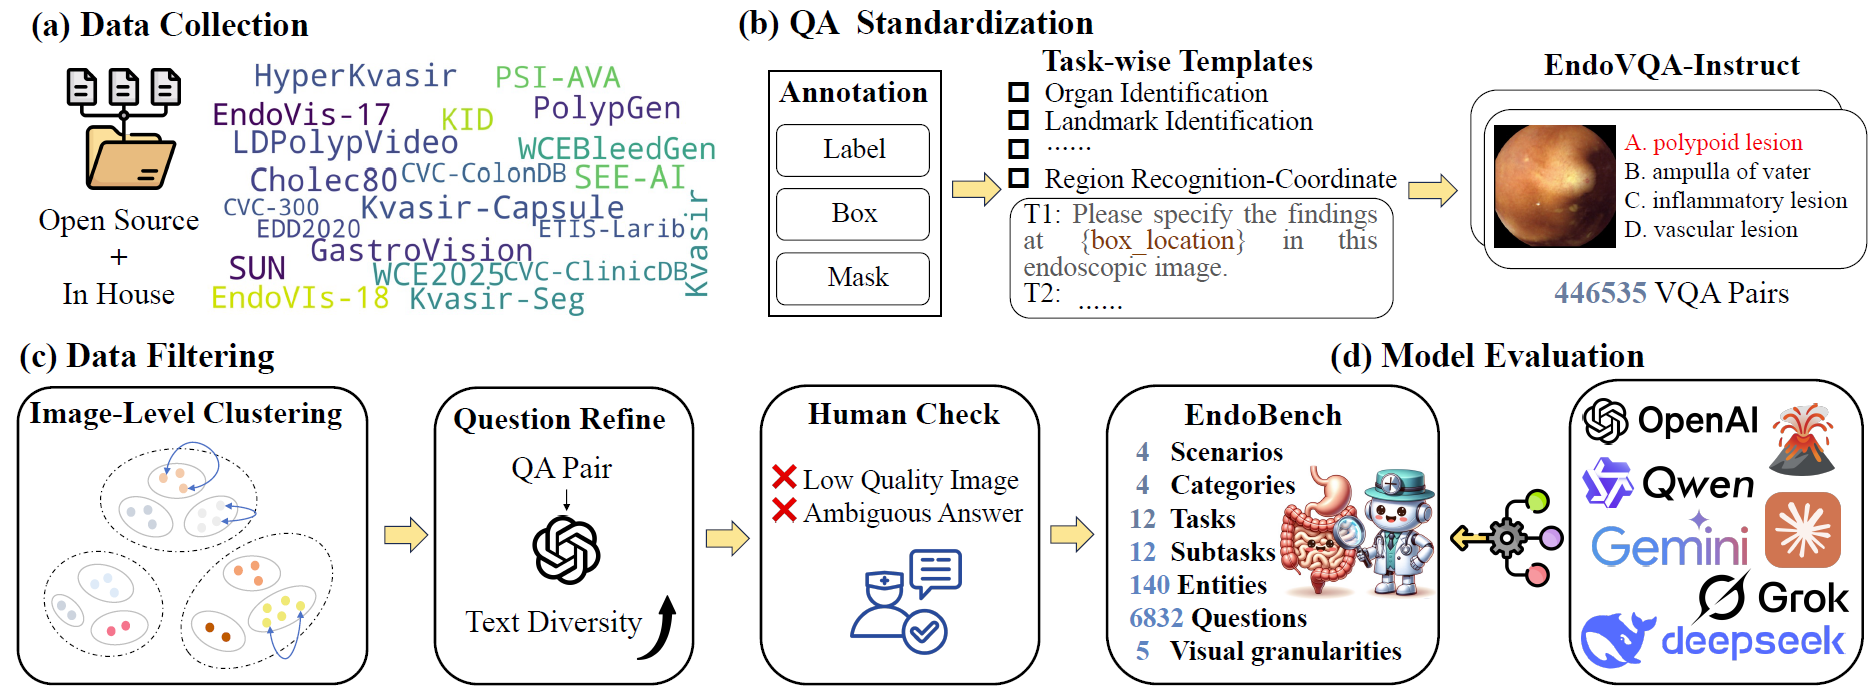 (a) Data Collection
Open Source
+
In House
HyperKvasir
PSI-AVA
EndoVis-17
KID
PolypGen
LDPolypVideo
WCEBleedGen
Cholec80
CVC-ColonDB
SEE-AI
CVC-300
Kvasir-Capsule
EDD2020
ETIS-Larib
GastroVision
Kvasir
SUN
WCE2025
CVC-ClinicDB
EndoVIs-18
Kvasir-Seg
(b) QA Standardization
Annotation
Label
Box
Mask
Task-wise Templates
Organ Identification
Landmark Identification
......
Region Recognition-Coordinate
T1: Please specify the findings
at {box_location} in this
endoscopic image.
T2: ......
EndoVQA-Instruct
A. polypoid lesion
B. ampulla of vater
C. inflammatory lesion
D. vascular lesion
446535 VQA Pairs
(c) Data Filtering
Image-Level Clustering
Question Refine
QA Pair
Text Diversity
Human Check
Low Quality Image
Ambiguous Answer
EndoBench
4 Scenarios
4 Categories
12 Tasks
12 Subtasks
140 Entities
6832 Questions
5 Visual granularities
(d) Model Evaluation
OpenAI
Qwen
Gemini
Grok
deepseek